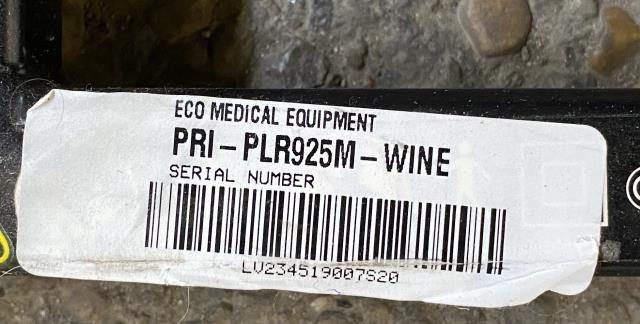 ECO MEDICAL EQUIPMENT
PRI-PLR925M-WINE
SERIAL NUMBER
LV234519007S20